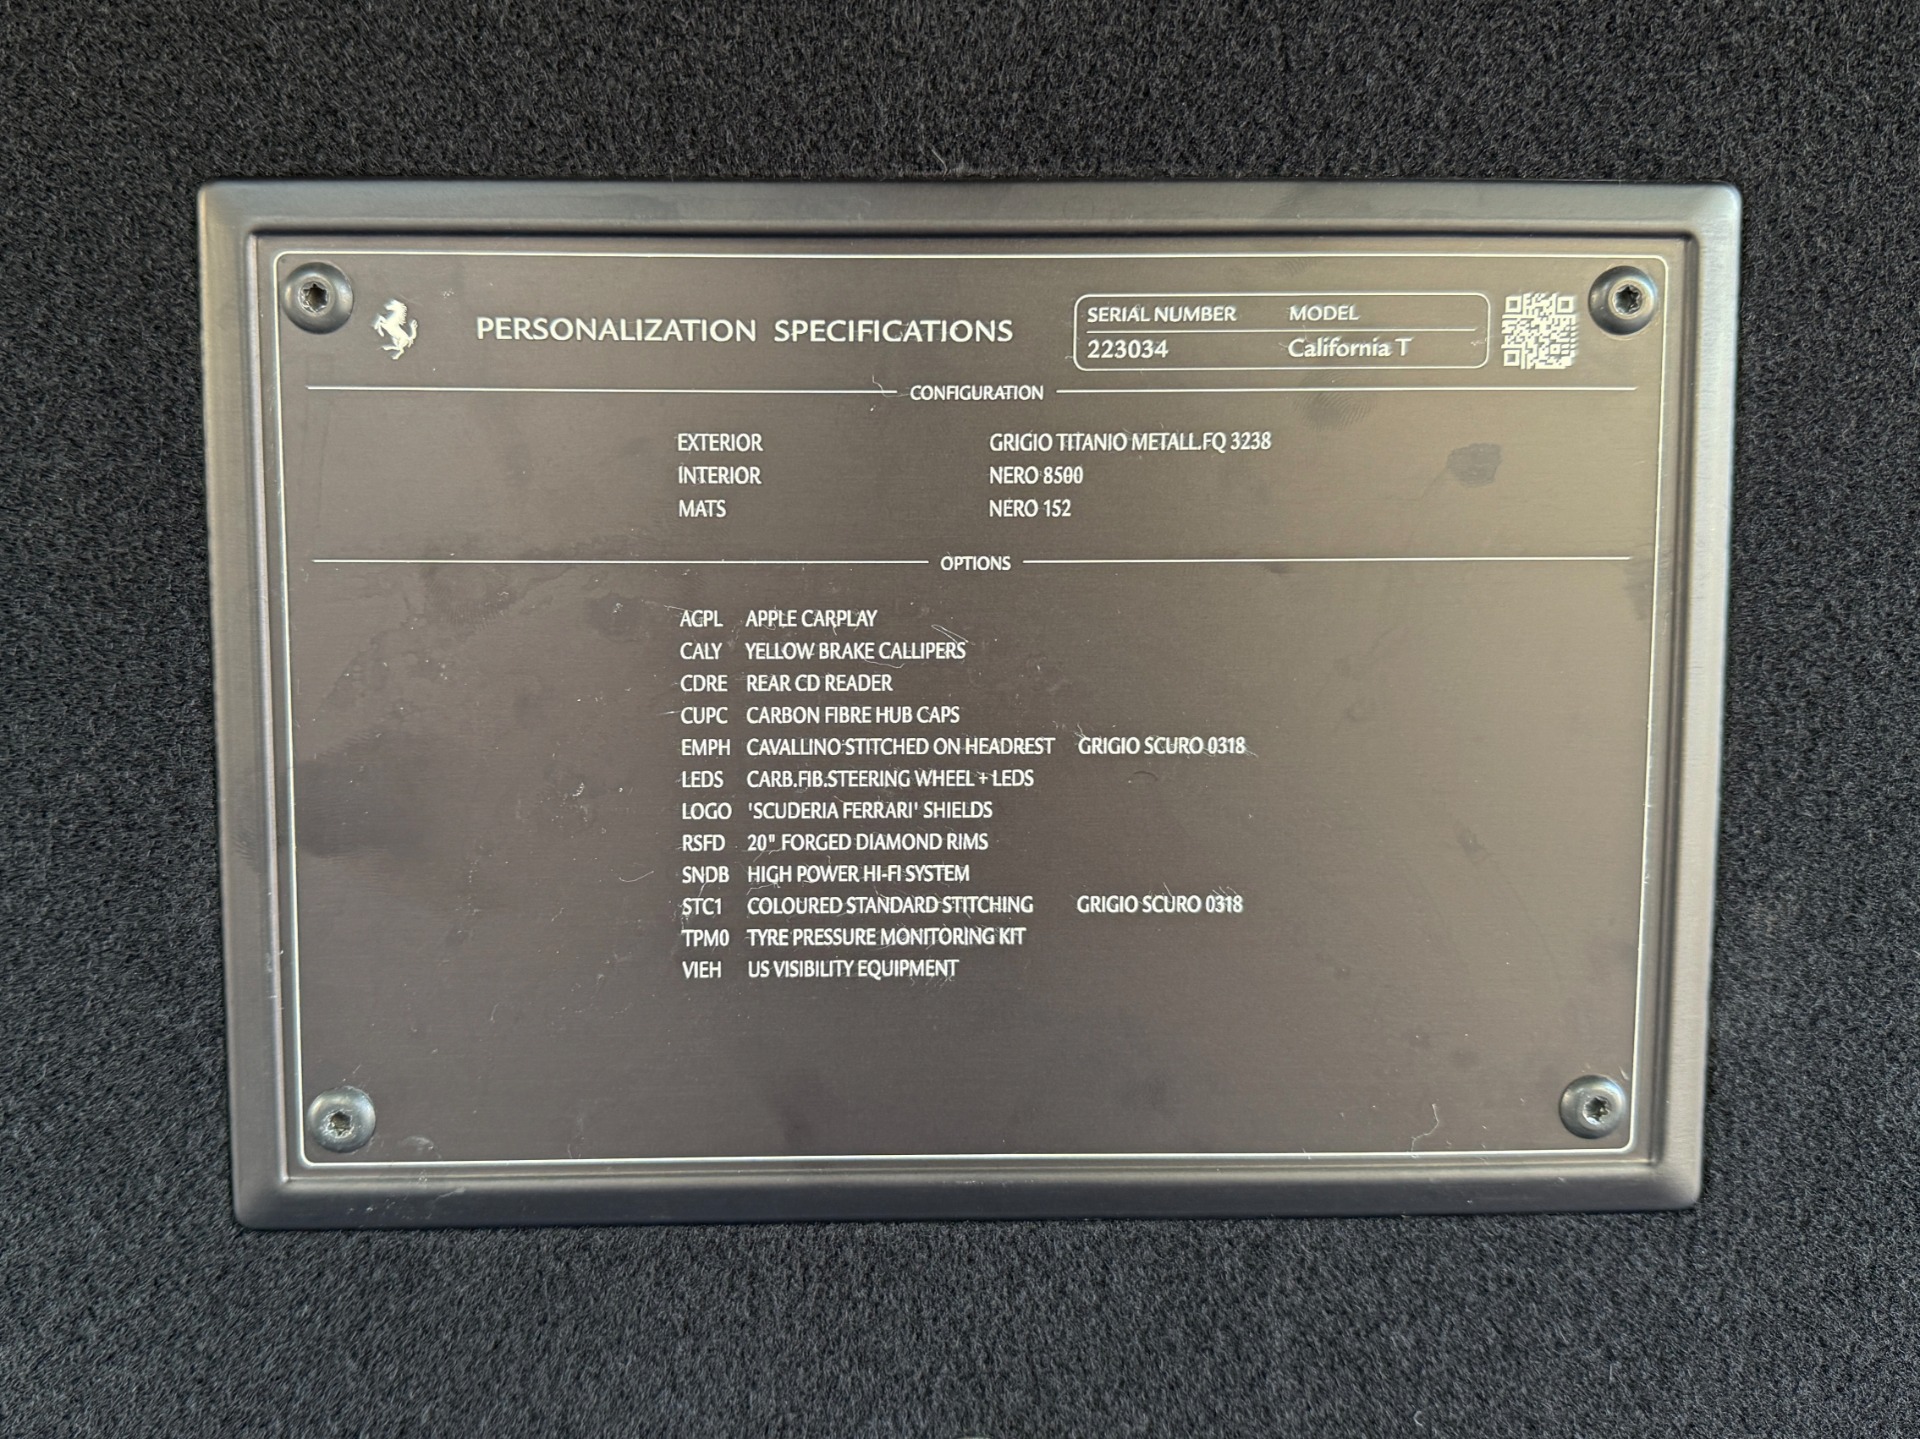 PERSONALIZATION SPECIFICATIONS
SERIAL NUMBER MODEL
223034 California T
CONFIGURATION
EXTERIOR GRIGIO TITANIO METALL.FQ 3238
INTERIOR NERO 8500
MATS NERO 152
OPTIONS
ACPL APPLE CARPLAY
CALY YELLOW BRAKE CALLIPERS
CDRE REAR CD READER
CUPC CARBON FIBRE HUB CAPS
EMPH CAVALLINO STITCHED ON HEADREST GRIGIO SCURO 0318
LEDS CARB.FIB.STEERING WHEEL + LEDS
LOGO 'SCUDERIA FERRARI' SHIELDS
RSFD 20" FORGED DIAMOND RIMS
SNDB HIGH POWER HI-FI SYSTEM
STC1 COLOURED STANDARD STITCHING GRIGIO SCURO 0318
TPM0 TYRE PRESSURE MONITORING KIT
VIEH US VISIBILITY EQUIPMENT